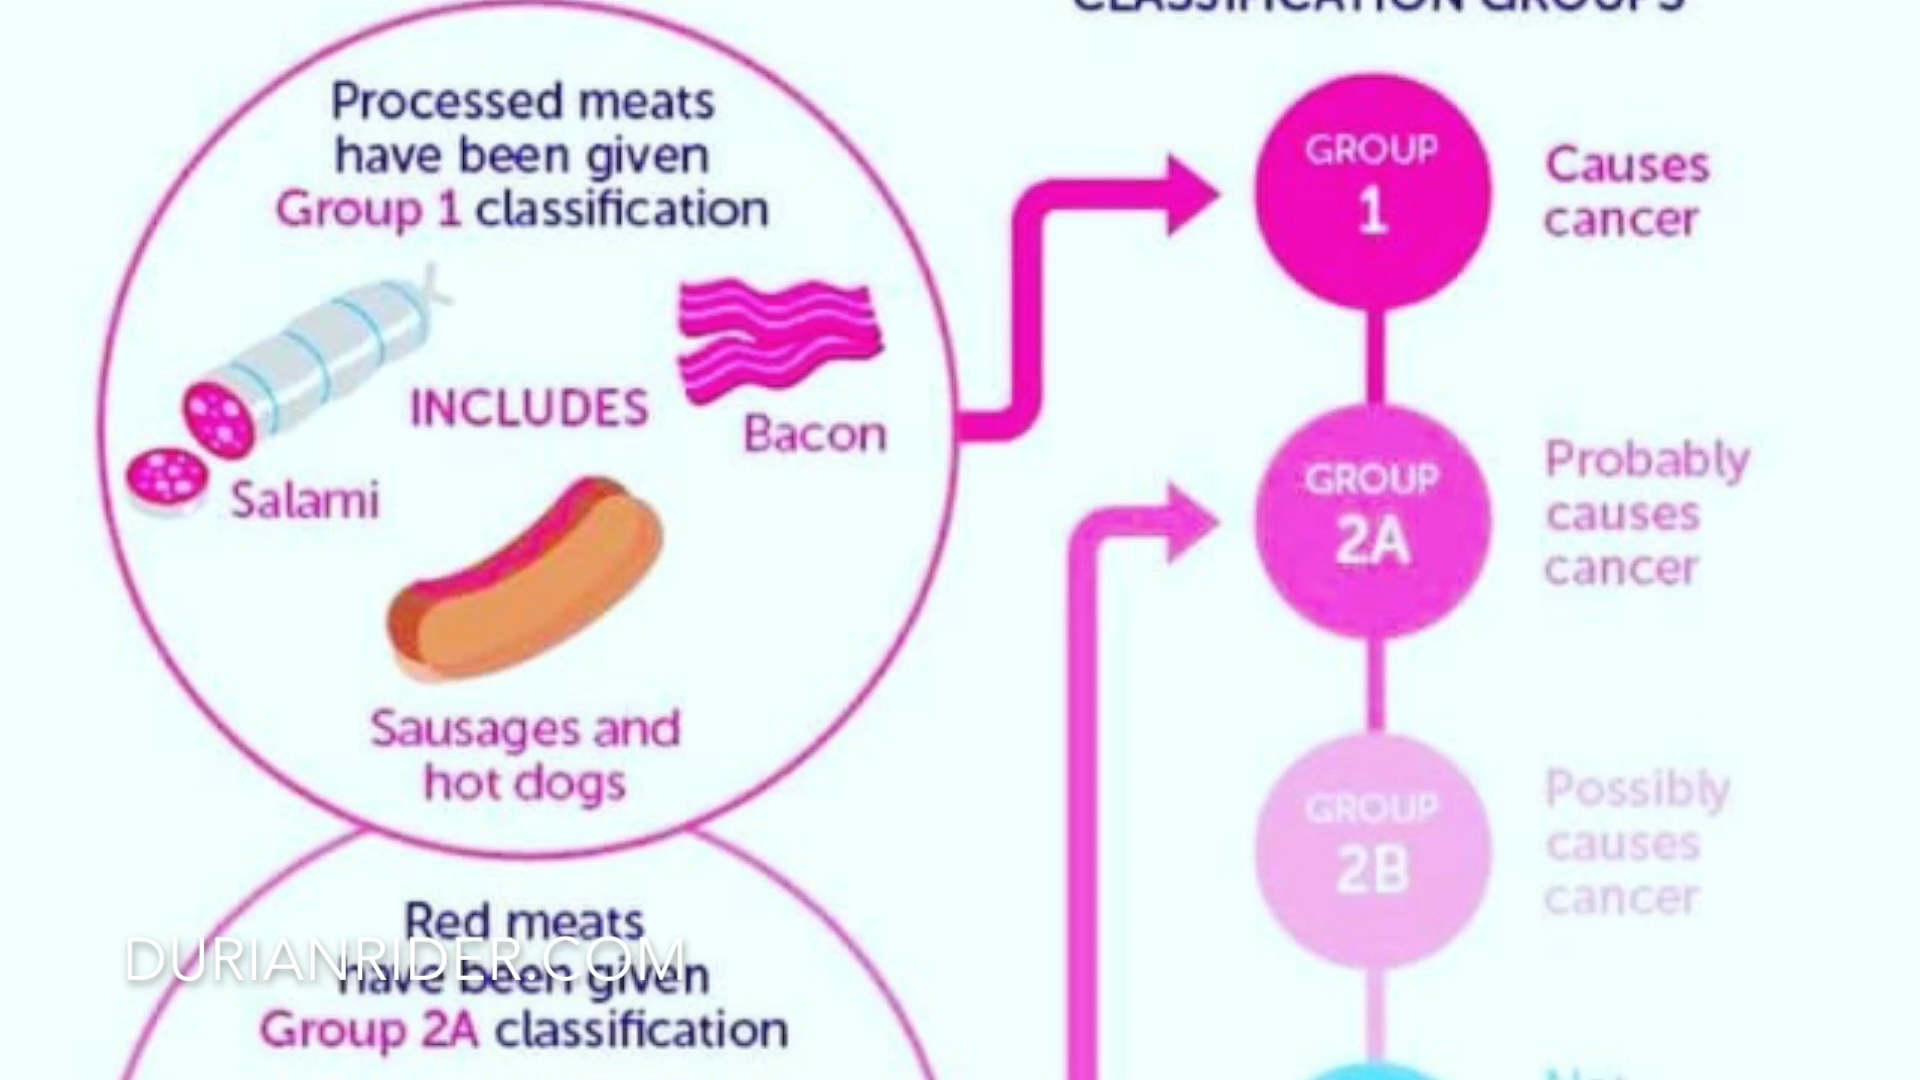 CLASSIFICATION GROUPS
Processed meats
have been given
Group 1 classification
INCLUDES
Bacon
Salami
Sausages and
hot dogs
Red meats
have been given
Group 2A classification
DURIANRIDER.COM
GROUP
1
Causes
cancer
GROUP
2A
Probably
causes
cancer
GROUP
2B
Possibly
causes
cancer